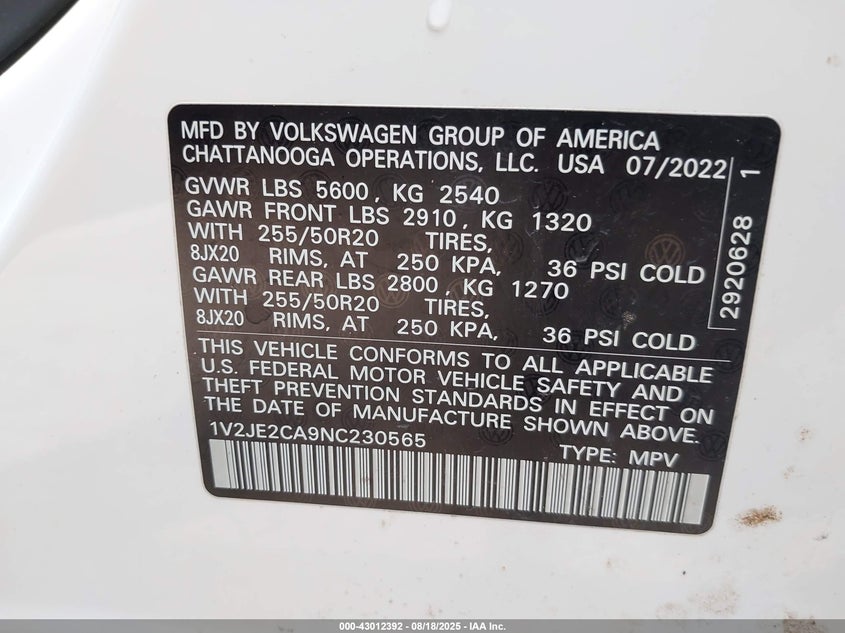 MFD BY VOLKSWAGEN GROUP OF AMERICA
CHATTANOOGA OPERATIONS, LLC. USA 07/2022
GVWR LBS 5600, KG 2540
GAWR FRONT LBS 2910, KG 1320
WITH 255/50R20 TIRES,
8JX20 RIMS, AT 250 KPA, 36 PSI COLD
GAWR REAR LBS 2800, KG 1270
WITH 255/50R20 TIRES,
8JX20 RIMS, AT 250 KPA, 36 PSI COLD
THIS VEHICLE CONFORMS TO ALL APPLICABLE
U.S. FEDERAL MOTOR VEHICLE SAFETY AND
THEFT PREVENTION STANDARDS IN EFFECT ON
THE DATE OF MANUFACTURE SHOWN ABOVE.
1V2JE2CA9NC230565 TYPE: MPV
2920628 1
000-43012392 - 08/18/2025 - IAA Inc.